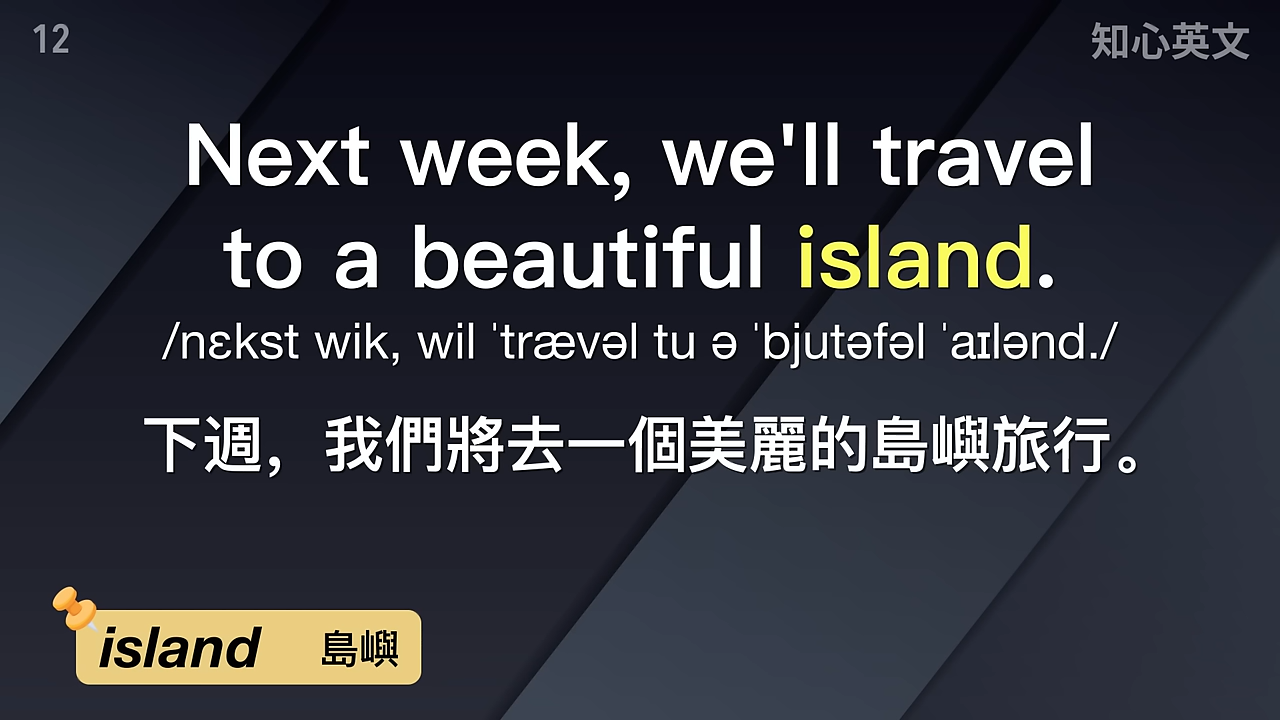 12
知心英文
Next week, we'll travel
to a beautiful island.
/nɛkst wik, wil ˈtrævəl tu ə ˈbjutəfəl ˈaɪlənd./
下週，我們將去一個美麗的島嶼旅行。
island 島嶼